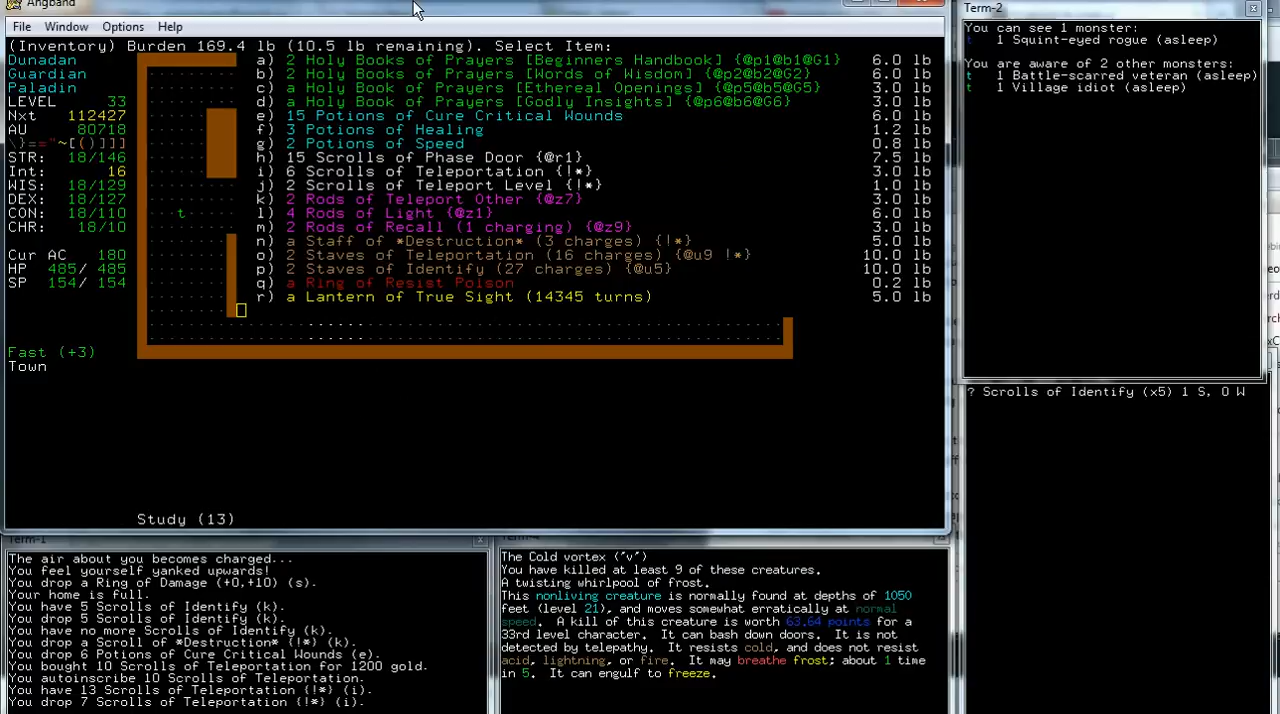 Angband
File Window Options Help
(Inventory) Burden 169.4 lb (10.5 lb remaining). Select Item:
Dunadan
Guardian
Paladin
LEVEL 33
Nxt 112427
AU 80718
\}=="~[()]]]
STR: 18/146
Int: 16
WIS: 18/129
DEX: 18/127
CON: 18/110
CHR: 18/10
Cur AC 180
HP 485/ 485
SP 154/ 154
Fast (+3)
Town
a) 2 Holy Books of Prayers [Beginners Handbook] {@p1@b1@G1} 6.0 lb
b) 2 Holy Books of Prayers [Words of Wisdom] {@p2@b2@G2} 6.0 lb
c) a Holy Book of Prayers [Ethereal Openings] {@p5@b5@G5} 3.0 lb
d) a Holy Book of Prayers [Godly Insights] {@p6@b6@G6} 3.0 lb
e) 15 Potions of Cure Critical Wounds 6.0 lb
f) 3 Potions of Healing 1.2 lb
g) 2 Potions of Speed 0.8 lb
h) 15 Scrolls of Phase Door {@r1} 7.5 lb
i) 6 Scrolls of Teleportation {!*} 3.0 lb
j) 2 Scrolls of Teleport Level {!*} 1.0 lb
k) 2 Rods of Teleport Other {@z7} 3.0 lb
l) 4 Rods of Light {@z1} 6.0 lb
m) 2 Rods of Recall (1 charging) {@z9} 3.0 lb
n) a Staff of *Destruction* (3 charges) {!*} 5.0 lb
o) 2 Staves of Teleportation (16 charges) {@u9 !*} 10.0 lb
p) 2 Staves of Identify (27 charges) {@u5} 10.0 lb
q) a Ring of Resist Poison 0.2 lb
r) a Lantern of True Sight (14345 turns) 5.0 lb
t
Study (13)
Term-2
You can see 1 monster:
t 1 Squint-eyed rogue (asleep)
You are aware of 2 other monsters:
t 1 Battle-scarred veteran (asleep)
t 1 Village idiot (asleep)
? Scrolls of Identify (x5) 1 S, 0 W
Term-1
The air about you becomes charged...
You feel yourself yanked upwards!
You drop a Ring of Damage (+0,+10) (s).
Your home is full.
You have 5 Scrolls of Identify (k).
You drop 5 Scrolls of Identify (k).
You have no more Scrolls of Identify (k).
You drop a Scroll of *Destruction* {!*} (k).
You drop 6 Potions of Cure Critical Wounds (e).
You bought 10 Scrolls of Teleportation for 1200 gold.
You autoinscribe 10 Scrolls of Teleportation.
You have 13 Scrolls of Teleportation {!*} (i).
You drop 7 Scrolls of Teleportation {!*} (i).
The Cold vortex ("v")
You have killed at least 9 of these creatures.
A twisting whirlpool of frost.
This nonliving creature is normally found at depths of 1050
feet (level 21), and moves somewhat erratically at normal
speed. A kill of this creature is worth 63.64 points for a
33rd level character. It can bash down doors. It is not
detected by telepathy. It resists cold, and does not resist
acid, lightning, or fire. It may breathe frost; about 1 time
in 5. It can engulf to freeze.